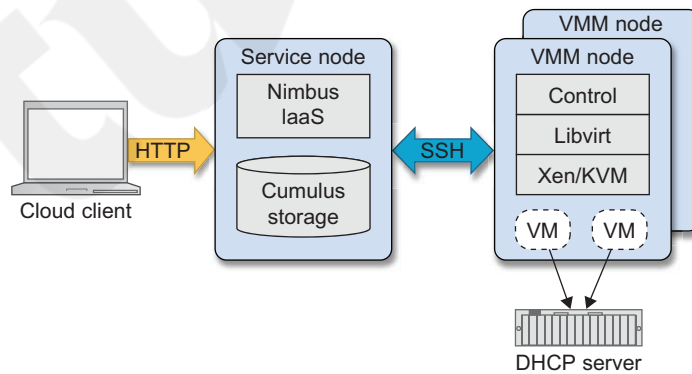 VMM node
Service node
VMM node
Nimbus
IaaS
Control
HTTP
SSH
Libvirt
Cumulus
storage
Xen/KVM
Cloud client
VM
VM
DHCP server